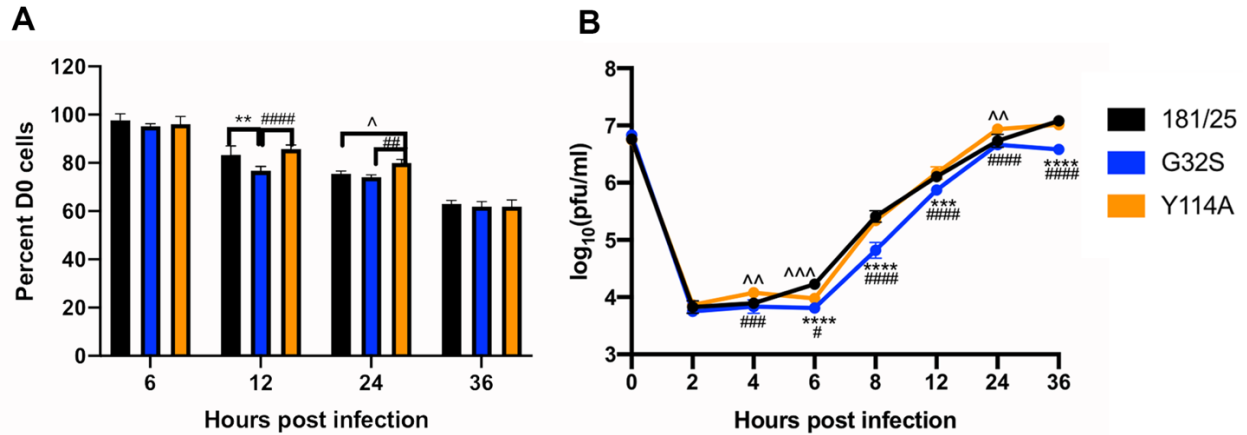 A
Percent D0 cells
120
100
80
60
40
20
0
** ####
^
##
6 12 24 36
Hours post infection
B
log10(pfu/ml)
8
7
6
5
4
3
^^ ^^^ ^^
###
****
#
****
####
***
####
####
****
####
0 2 4 6 8 12 24 36
Hours post infection
181/25
G32S
Y114A